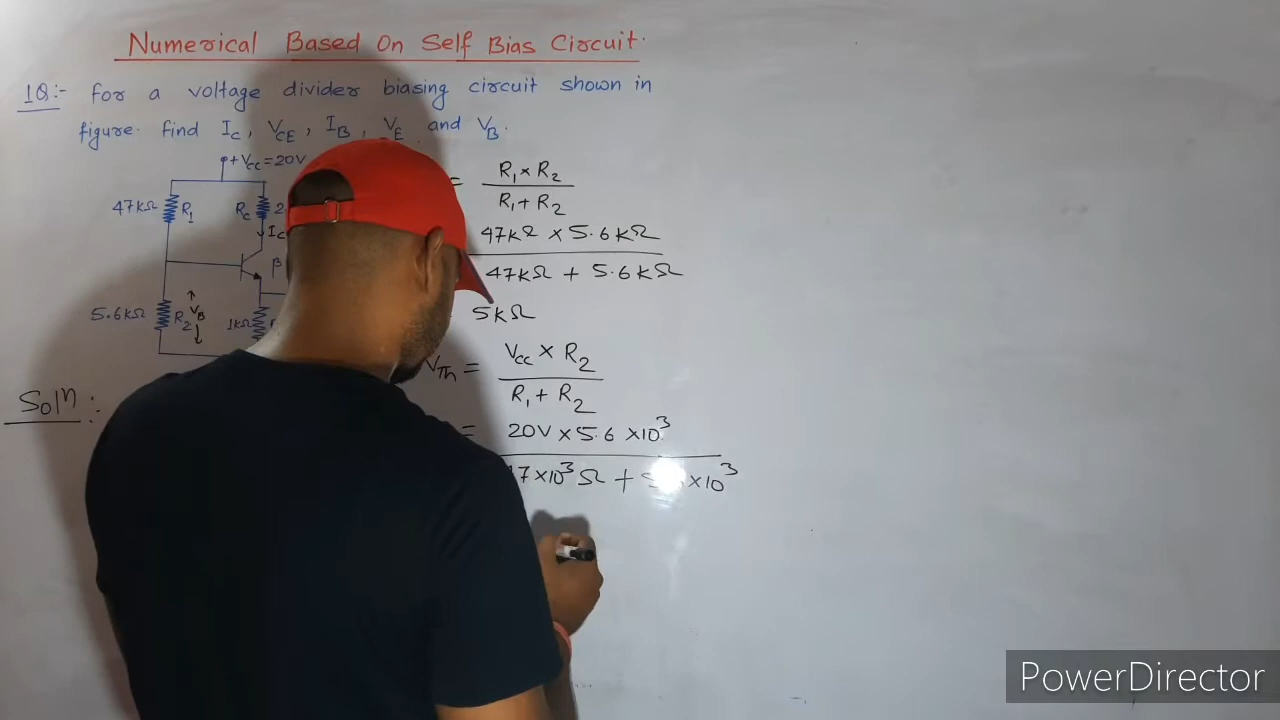 Numerical Based On Self Bias Circuit.
1Q:- for a voltage divider biasing circuit shown in
figure. find IC, VCE, IB, VE and VB.
+VCC=20V
47kΩ R1 RC 2
IC
β
5.6kΩ R2 VB 1kΩ
= R1 × R2
R1 + R2
47kΩ × 5.6kΩ
47kΩ + 5.6kΩ
5kΩ
VTh = VCC × R2
R1 + R2
Soln :
= 20V × 5.6 × 10³
7 × 10³ Ω + × 10³
PowerDirector